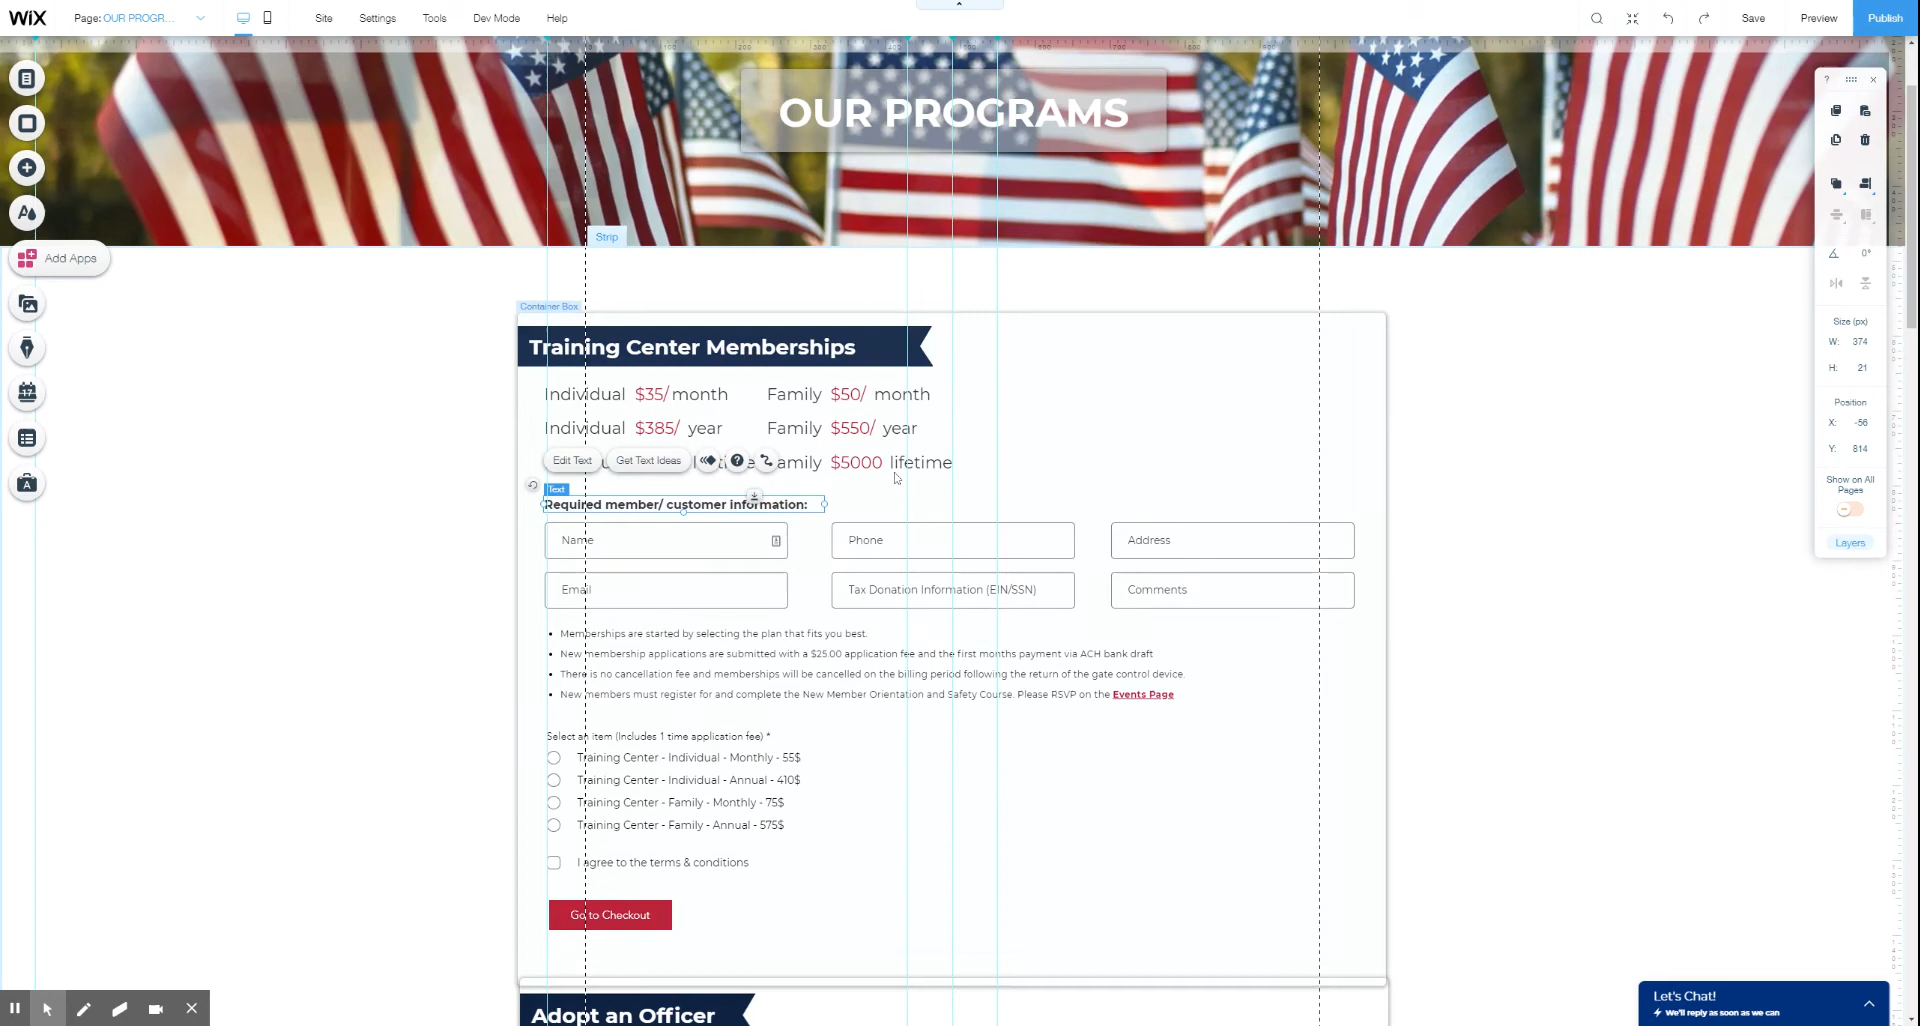 WiX Page: OUR PROGR... Site Settings Tools Dev Mode Help Save Preview Publish
OUR PROGRAMS
Strip
Add Apps
Container Box
Training Center Memberships
Individual $35/ month Family $50/ month
Individual $385/ year Family $550/ year
Edit Text Get Text Ideas Family $5000 lifetime
Text
Required member/ customer information:
Name Phone Address
Email Tax Donation Information (EIN/SSN) Comments
• Memberships are started by selecting the plan that fits you best.
• New membership applications are submitted with a $25.00 application fee and the first months payment via ACH bank draft
• There is no cancellation fee and memberships will be cancelled on the billing period following the return of the gate control device.
• New members must register for and complete the New Member Orientation and Safety Course. Please RSVP on the Events Page
Select an item (Includes 1 time application fee) *
Training Center - Individual - Monthly - 55$
Training Center - Individual - Annual - 410$
Training Center - Family - Monthly - 75$
Training Center - Family - Annual - 575$
I agree to the terms & conditions
Go to Checkout
Adopt an Officer
0°
Size (px)
W: 374
H: 21
Position
X: -56
Y: 814
Show on All
Pages
Layers
Let's Chat!
We'll reply as soon as we can